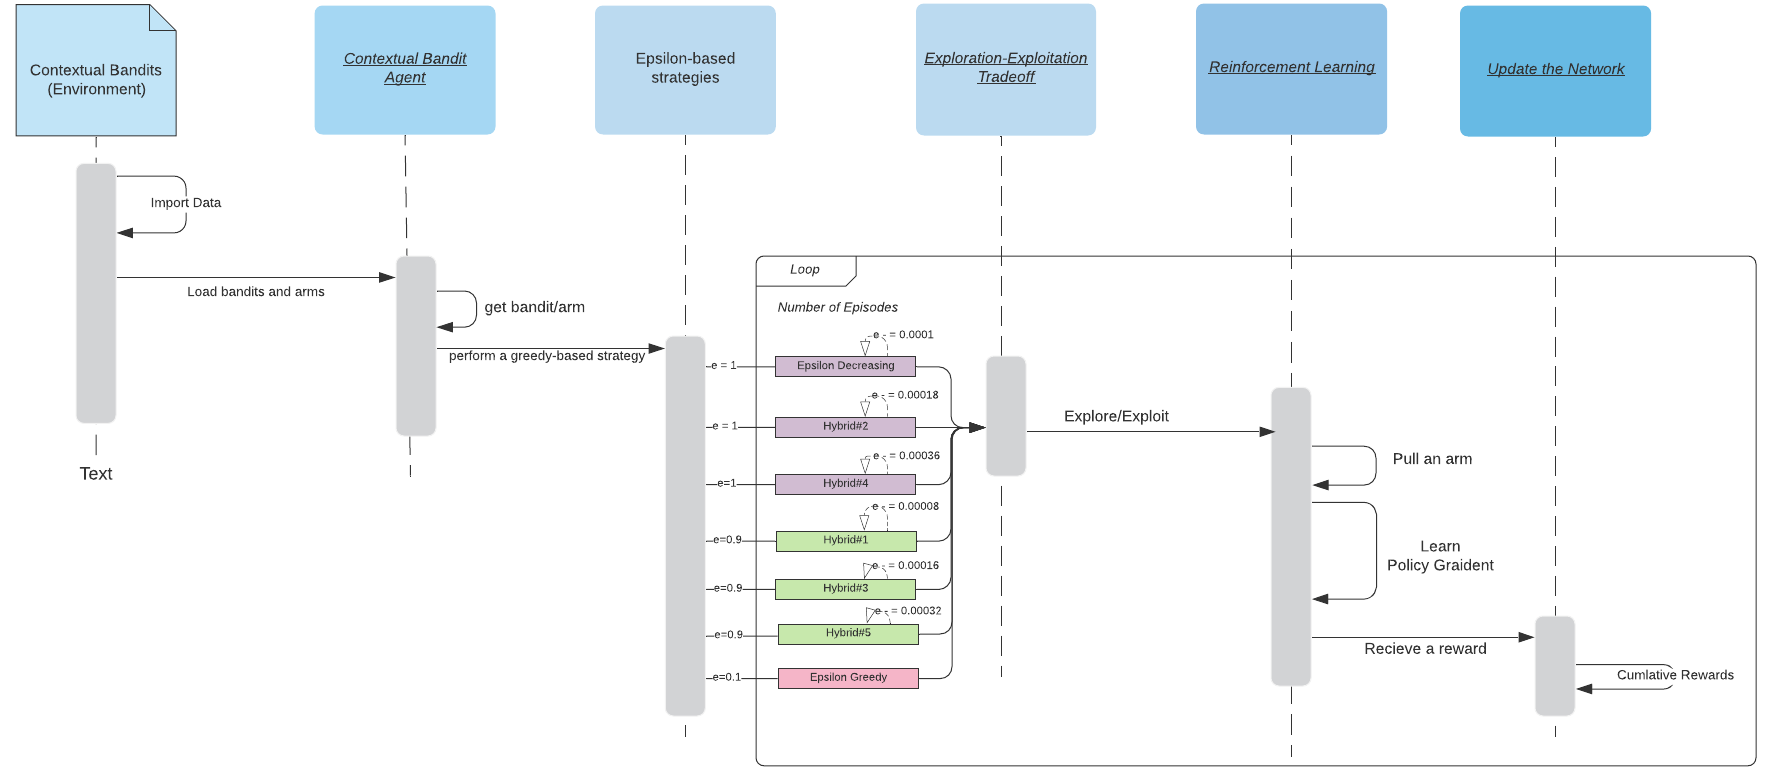 Contextual Bandits
(Environment)
Contextual Bandit
Agent
Epsilon-based
strategies
Exploration-Exploitation
Tradeoff
Reinforcement Learning
Update the Network
Import Data
Load bandits and arms
Text
get bandit/arm
perform a greedy-based strategy
Loop
Number of Episodes
e - = 0.0001
e = 1
Epsilon Decreasing
e - = 0.00018
e = 1
Hybrid#2
e - = 0.00036
e=1
Hybrid#4
e - = 0.00008
e=0.9
Hybrid#1
e - = 0.00016
e=0.9
Hybrid#3
e - = 0.00032
e=0.9
Hybrid#5
e=0.1
Epsilon Greedy
Explore/Exploit
Pull an arm
Learn
Policy Graident
Recieve a reward
Cumlative Rewards